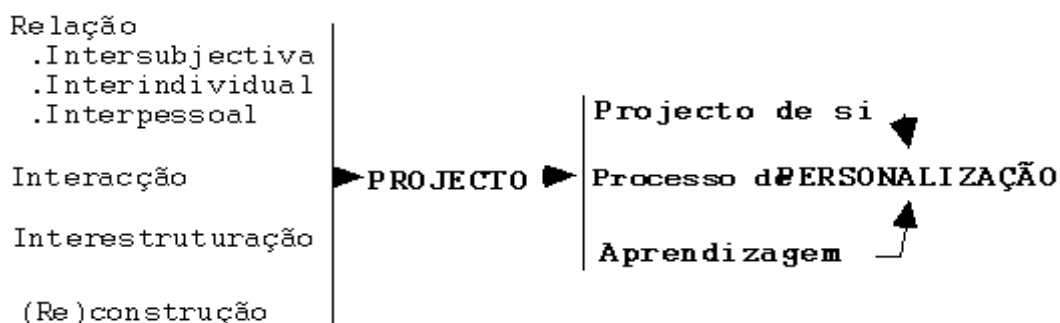 Relação
.Intersubjectiva
.Interindividual
.Interpessoal
Interacção
Interestruturação
(Re)construção
PROJECTO
Projecto de si
Processo de PERSONALIZAÇÃO
Aprendizagem